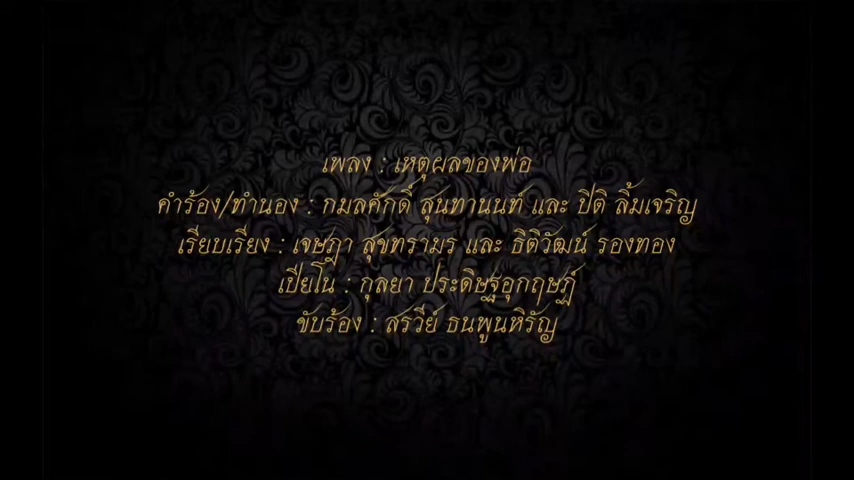 เพลง : เหตุผลของพ่อ
คำร้อง/ทำนอง : กมลศักดิ์ สุนทานนท์ และ ปิติ ลิ้มเจริญ
เรียบเรียง : เจษฎา สุขทรามร และ ธิติวัฒน์ รองทอง
เปียโน : กุลยา ประดิษฐอุกฤษฏ์
ขับร้อง : สรวีย์ ธนพูนหิรัญ